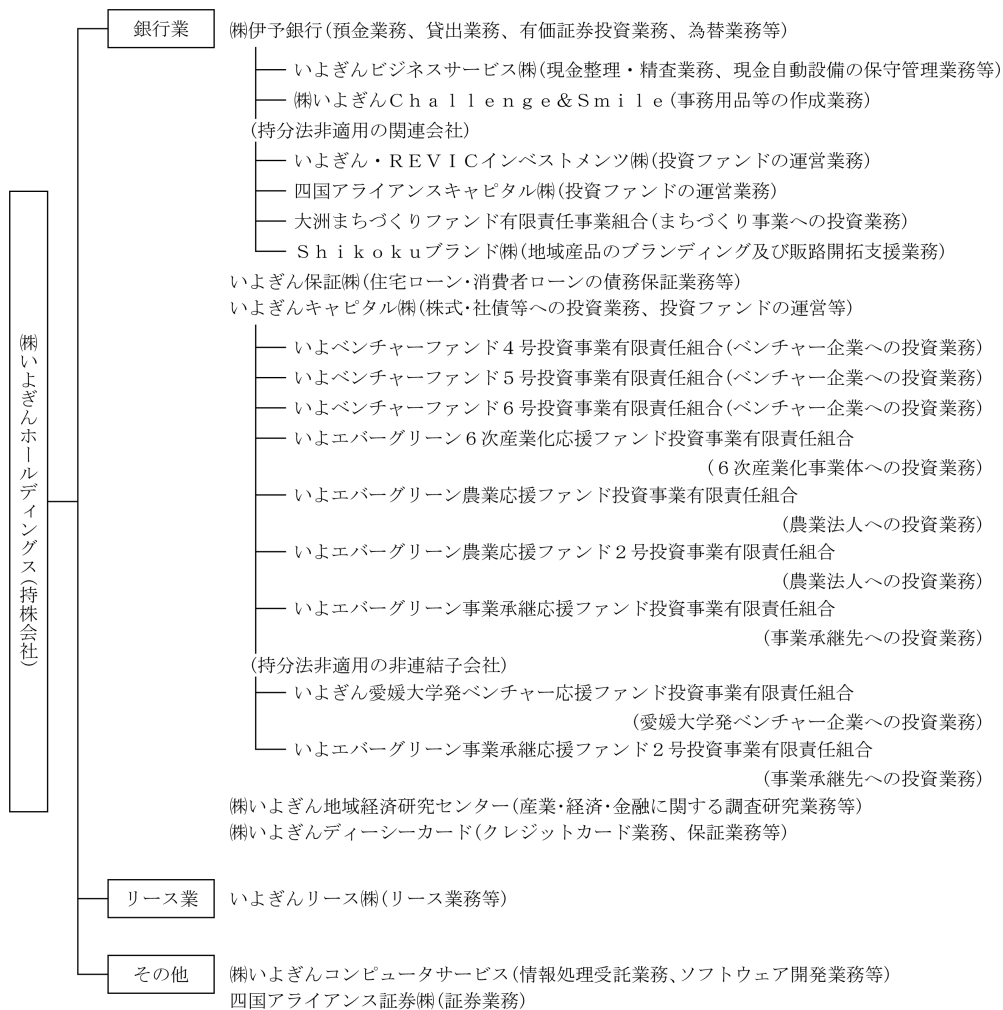 銀行業
㈱伊予銀行(預金業務、貸出業務、有価証券投資業務、為替業務等)
いよぎんビジネスサービス㈱(現金整理・精査業務、現金自動設備の保守管理業務等)
㈱いよぎんＣｈａｌｌｅｎｇｅ＆Ｓｍｉｌｅ(事務用品等の作成業務)
(持分法非適用の関連会社)
いよぎん・ＲＥＶＩＣインベストメンツ㈱(投資ファンドの運営業務)
四国アライアンスキャピタル㈱(投資ファンドの運営業務)
大洲まちづくりファンド有限責任事業組合(まちづくり事業への投資業務)
Ｓｈｉｋｏｋｕブランド㈱(地域産品のブランディング及び販路開拓支援業務)
いよぎん保証㈱(住宅ローン・消費者ローンの債務保証業務等)
いよぎんキャピタル㈱(株式・社債等への投資業務、投資ファンドの運営等)
いよベンチャーファンド４号投資事業有限責任組合(ベンチャー企業への投資業務)
いよベンチャーファンド５号投資事業有限責任組合(ベンチャー企業への投資業務)
いよベンチャーファンド６号投資事業有限責任組合(ベンチャー企業への投資業務)
いよエバーグリーン６次産業化応援ファンド投資事業有限責任組合
(６次産業化事業体への投資業務)
いよエバーグリーン農業応援ファンド投資事業有限責任組合
(農業法人への投資業務)
いよエバーグリーン農業応援ファンド２号投資事業有限責任組合
(農業法人への投資業務)
いよエバーグリーン事業承継応援ファンド投資事業有限責任組合
(事業承継先への投資業務)
(持分法非適用の非連結子会社)
いよぎん愛媛大学発ベンチャー応援ファンド投資事業有限責任組合
(愛媛大学発ベンチャー企業への投資業務)
いよエバーグリーン事業承継応援ファンド２号投資事業有限責任組合
(事業承継先への投資業務)
㈱いよぎん地域経済研究センター(産業・経済・金融に関する調査研究業務等)
㈱いよぎんディーシーカード(クレジットカード業務、保証業務等)
㈱いよぎんホールディングス(持株会社)
リース業
いよぎんリース㈱(リース業務等)
その他
㈱いよぎんコンピュータサービス(情報処理受託業務、ソフトウェア開発業務等)
四国アライアンス証券㈱(証券業務)